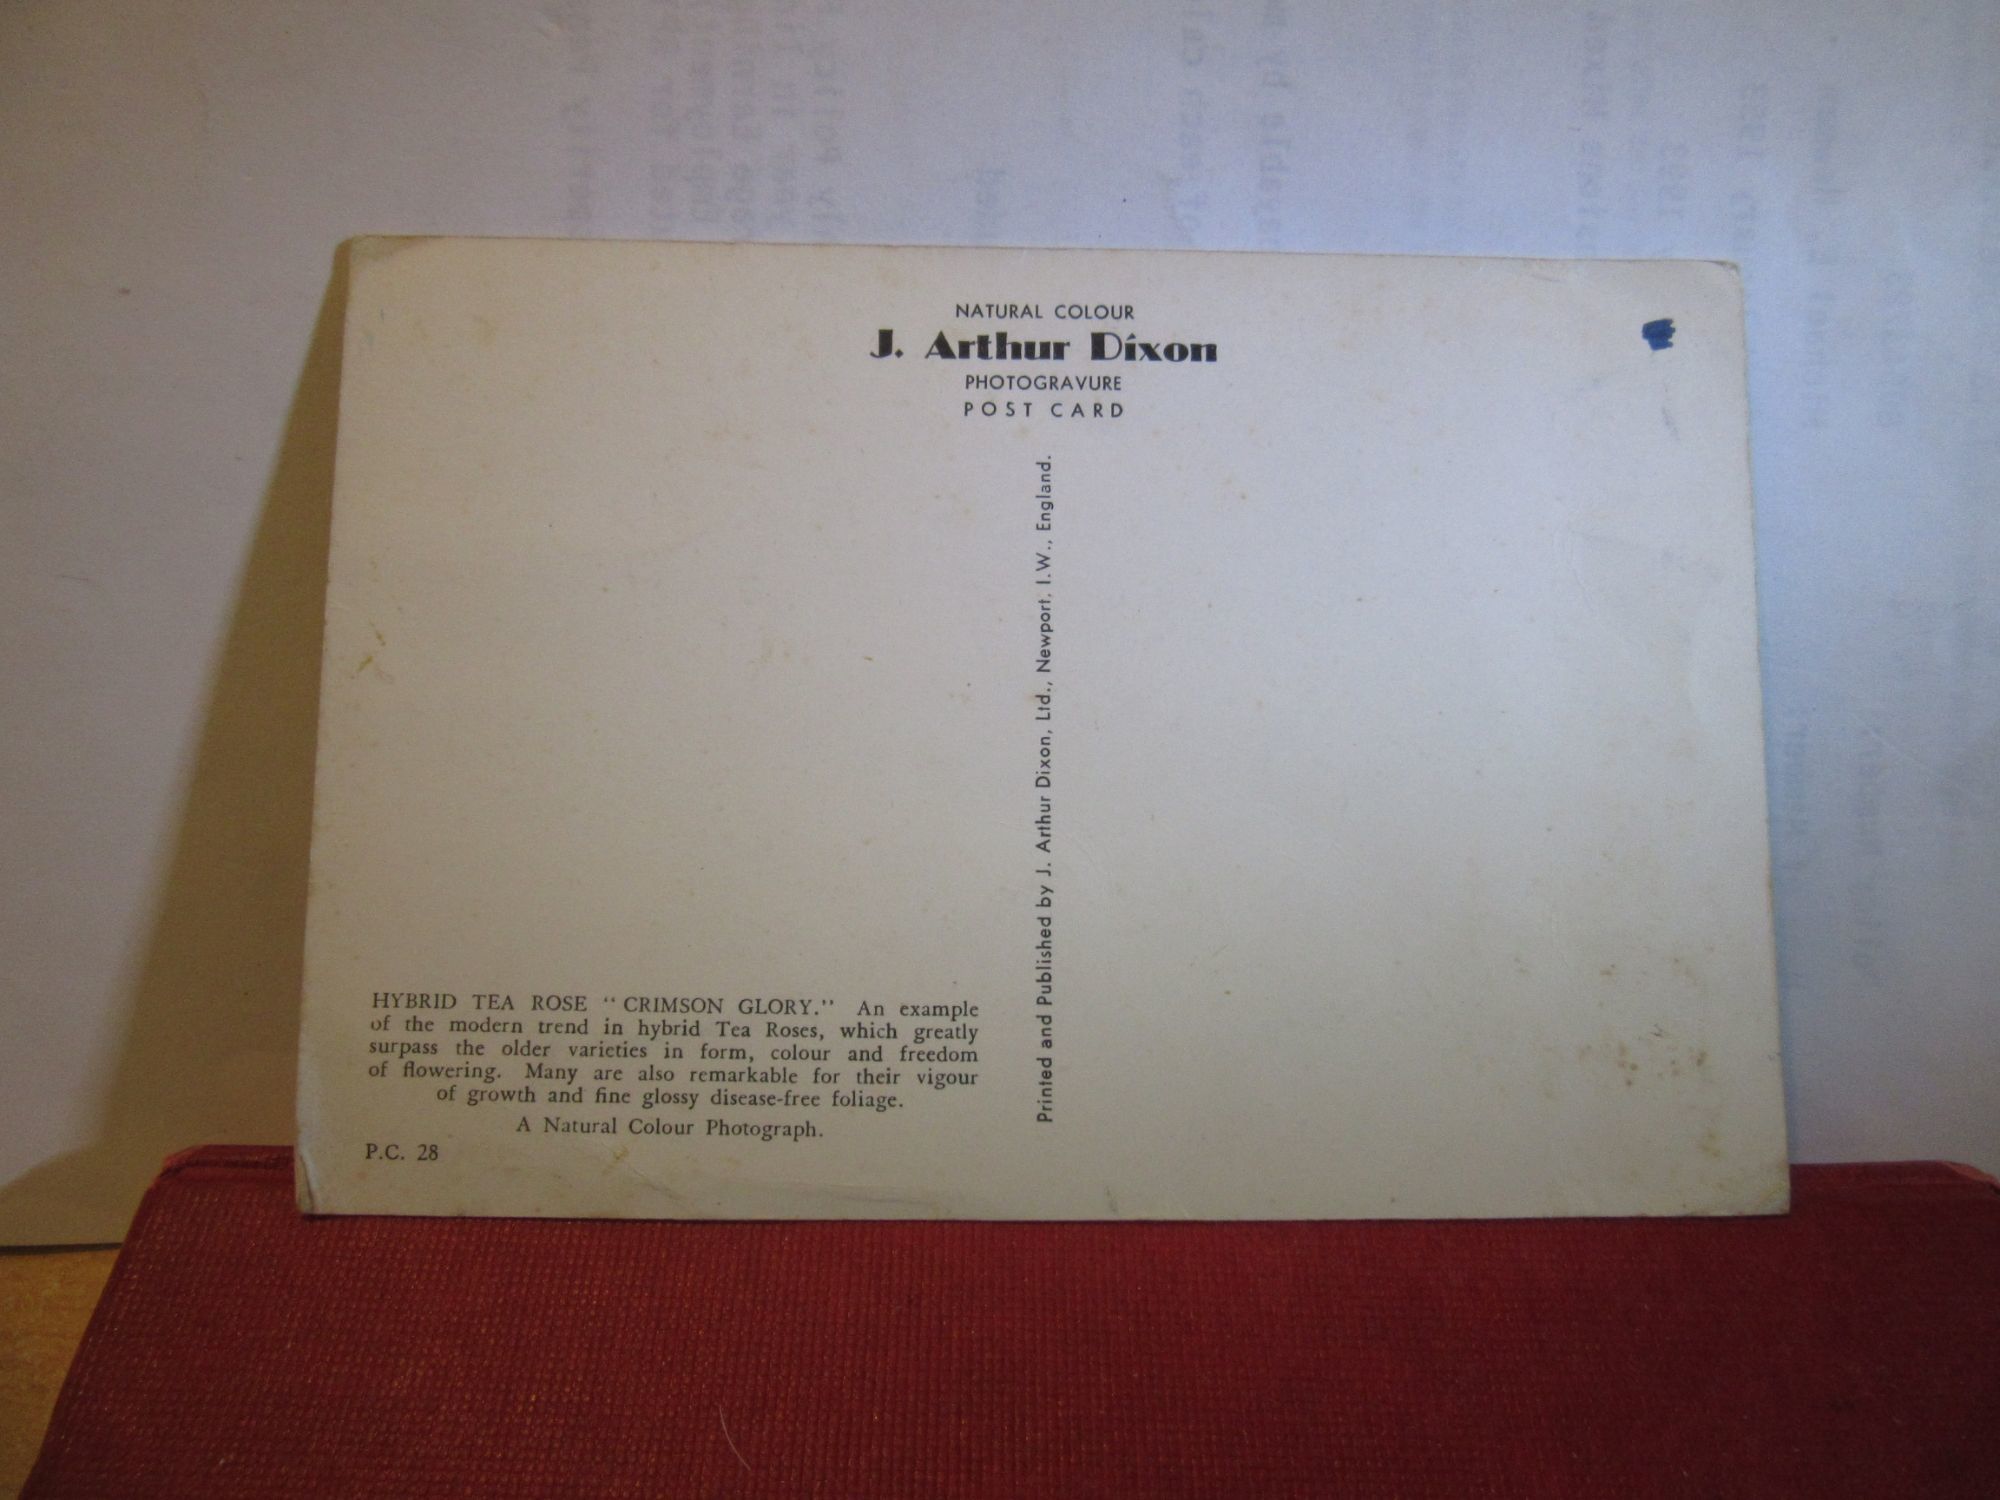 NATURAL COLOUR
J. Arthur Dixon
PHOTOGRAVURE
POST CARD
Printed and Published by J. Arthur Dixon, Ltd., Newport, I.W., England.
HYBRID TEA ROSE “CRIMSON GLORY.” An example
of the modern trend in hybrid Tea Roses, which greatly
surpass the older varieties in form, colour and freedom
of flowering. Many are also remarkable for their vigour
of growth and fine glossy disease-free foliage.
A Natural Colour Photograph.
P.C. 28